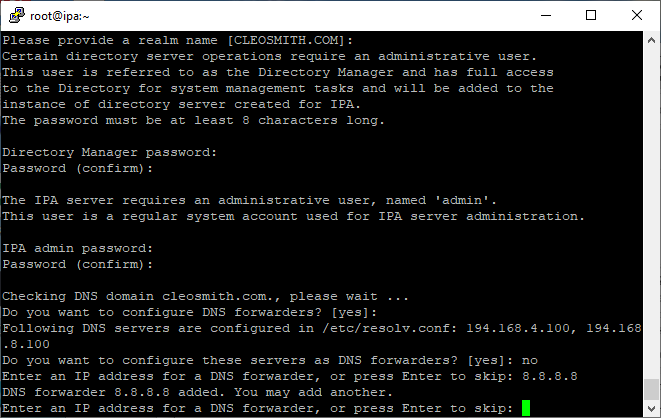 root@ipa:~
Please provide a realm name [CLEOSMITH.COM]:
Certain directory server operations require an administrative user.
This user is referred to as the Directory Manager and has full access
to the Directory for system management tasks and will be added to the
instance of directory server created for IPA.
The password must be at least 8 characters long.
Directory Manager password:
Password (confirm):
The IPA server requires an administrative user, named 'admin'.
This user is a regular system account used for IPA server administration.
IPA admin password:
Password (confirm):
Checking DNS domain cleosmith.com., please wait ...
Do you want to configure DNS forwarders? [yes]:
Following DNS servers are configured in /etc/resolv.conf: 194.168.4.100, 194.168
.8.100
Do you want to configure these servers as DNS forwarders? [yes]: no
Enter an IP address for a DNS forwarder, or press Enter to skip: 8.8.8.8
DNS forwarder 8.8.8.8 added. You may add another.
Enter an IP address for a DNS forwarder, or press Enter to skip: